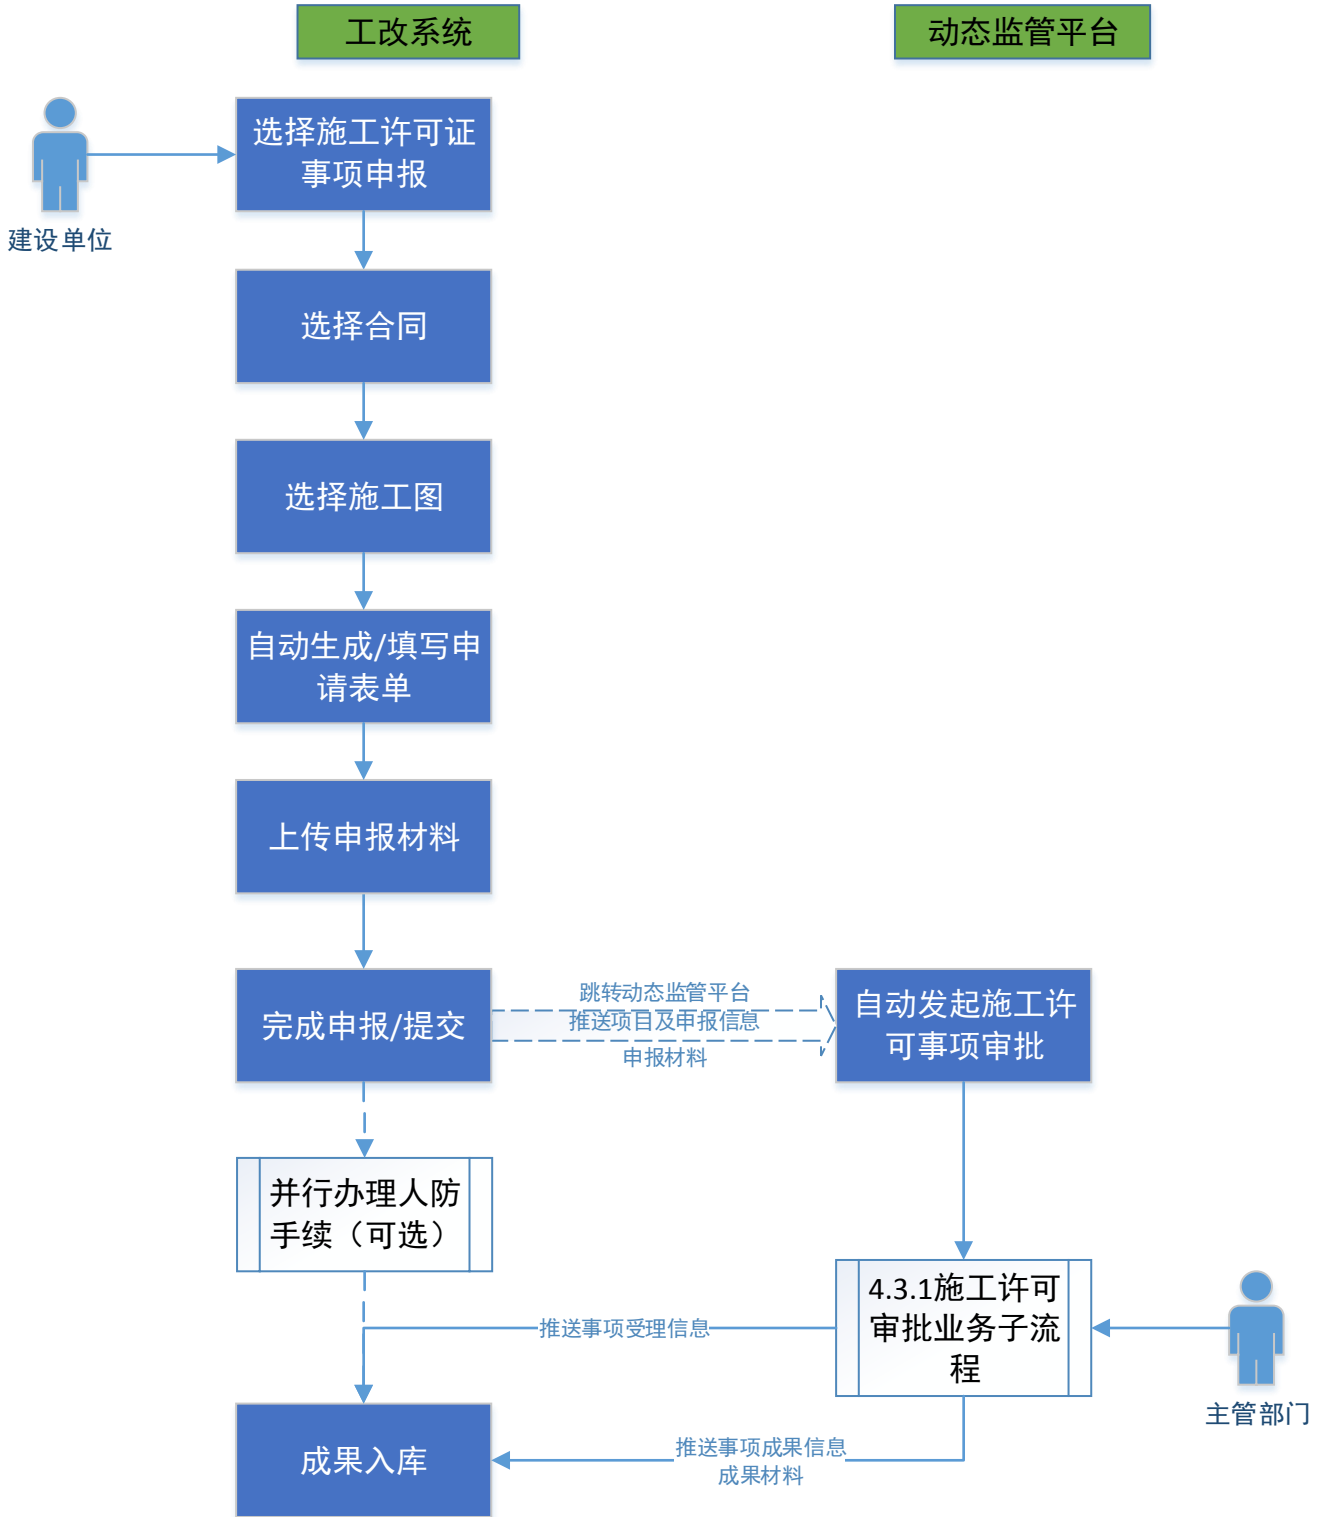 工改系统
动态监管平台
选择施工许可证
事项申报
建设单位
选择合同
选择施工图
自动生成/填写申
请表单
上传申报材料
完成申报/提交
跳转动态监管平台
推送项目及申报信息
申报材料
自动发起施工许
可事项审批
并行办理人防
手续（可选）
4.3.1施工许可
审批业务子流
程
推送事项受理信息
主管部门
推送事项成果信息
成果材料
成果入库